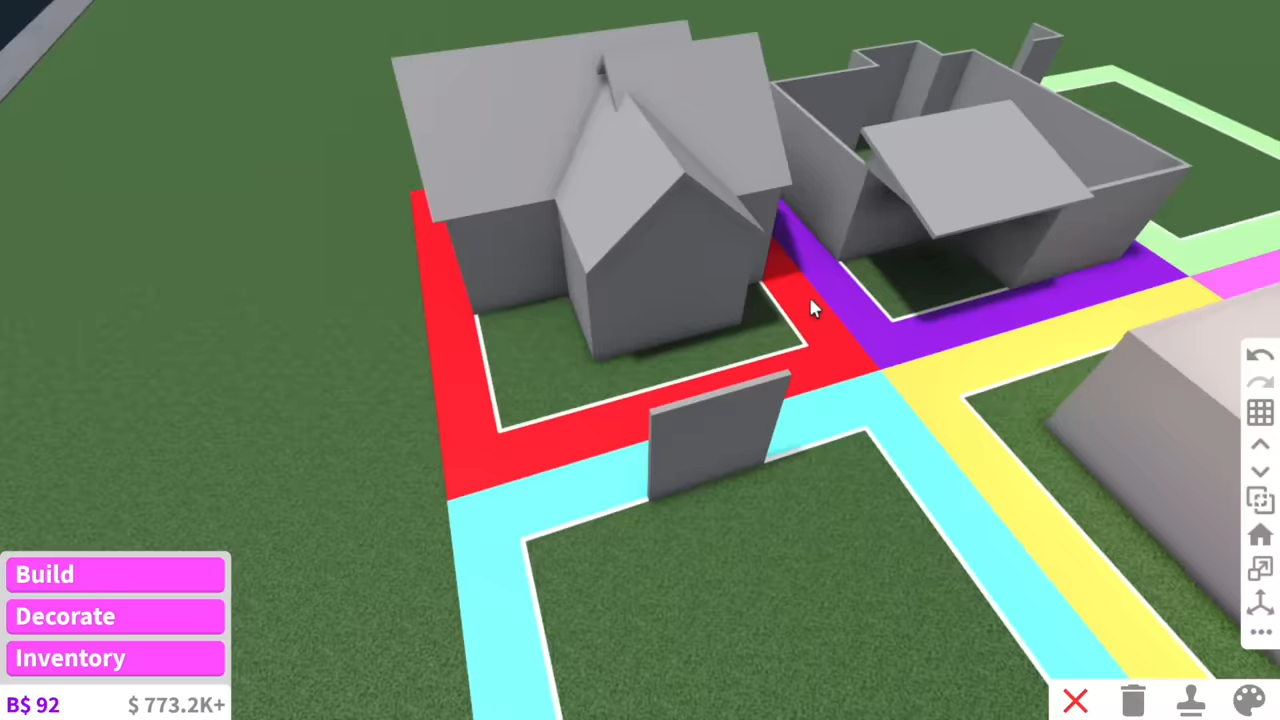 Build
Decorate
Inventory
B$ 92 $ 773.2K+